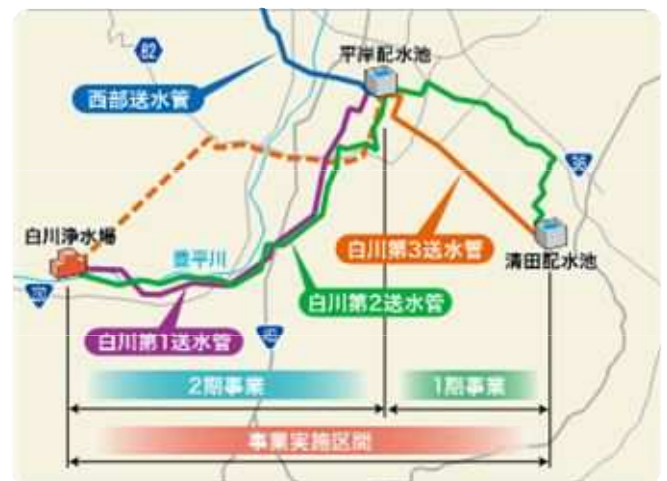 82
平岸配水池
西部送水管
36
白川浄水場
豊平川
白川第3送水管
清田配水池
230
白川第2送水管
白川第1送水管
453
2期事業
1期事業
事業実施区間